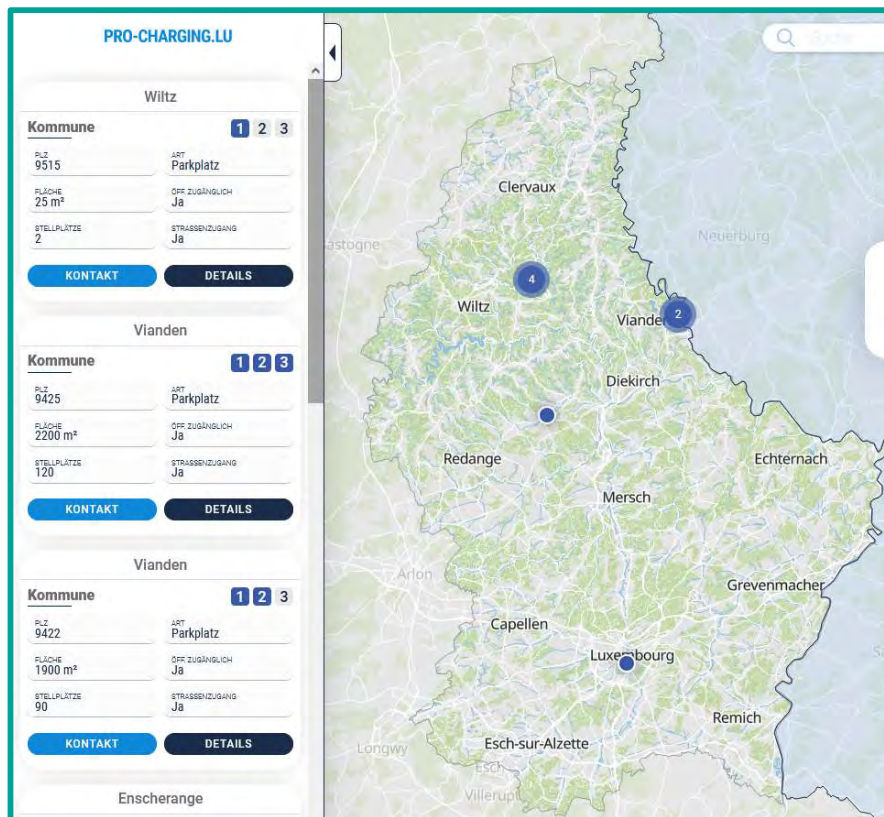 PRO-CHARGING.LU
Wiltz
Kommune 1 2 3
PLZ ART
9515 Parkplatz
FLÄCHE ÖFF. ZUGÄNGLICH
25 m² Ja
STELLPLÄTZE STRASSENZUGANG
2 Ja
KONTAKT DETAILS
Vianden
Kommune 1 2 3
PLZ ART
9425 Parkplatz
FLÄCHE ÖFF. ZUGÄNGLICH
2200 m² Ja
STELLPLÄTZE STRASSENZUGANG
120 Ja
KONTAKT DETAILS
Vianden
Kommune 1 2 3
PLZ ART
9422 Parkplatz
FLÄCHE ÖFF. ZUGÄNGLICH
1900 m² Ja
STELLPLÄTZE STRASSENZUGANG
90 Ja
KONTAKT DETAILS
Enscherange
Suche
Clervaux
Neuerburg
astogne
4
Wiltz
2
Viande
Diekirch
Redange
Echternach
Mersch
Arlon
Grevenmacher
Capellen
Luxembourg
Remich
Longwy
Esch-sur-Alzette
Esch
Villerupt